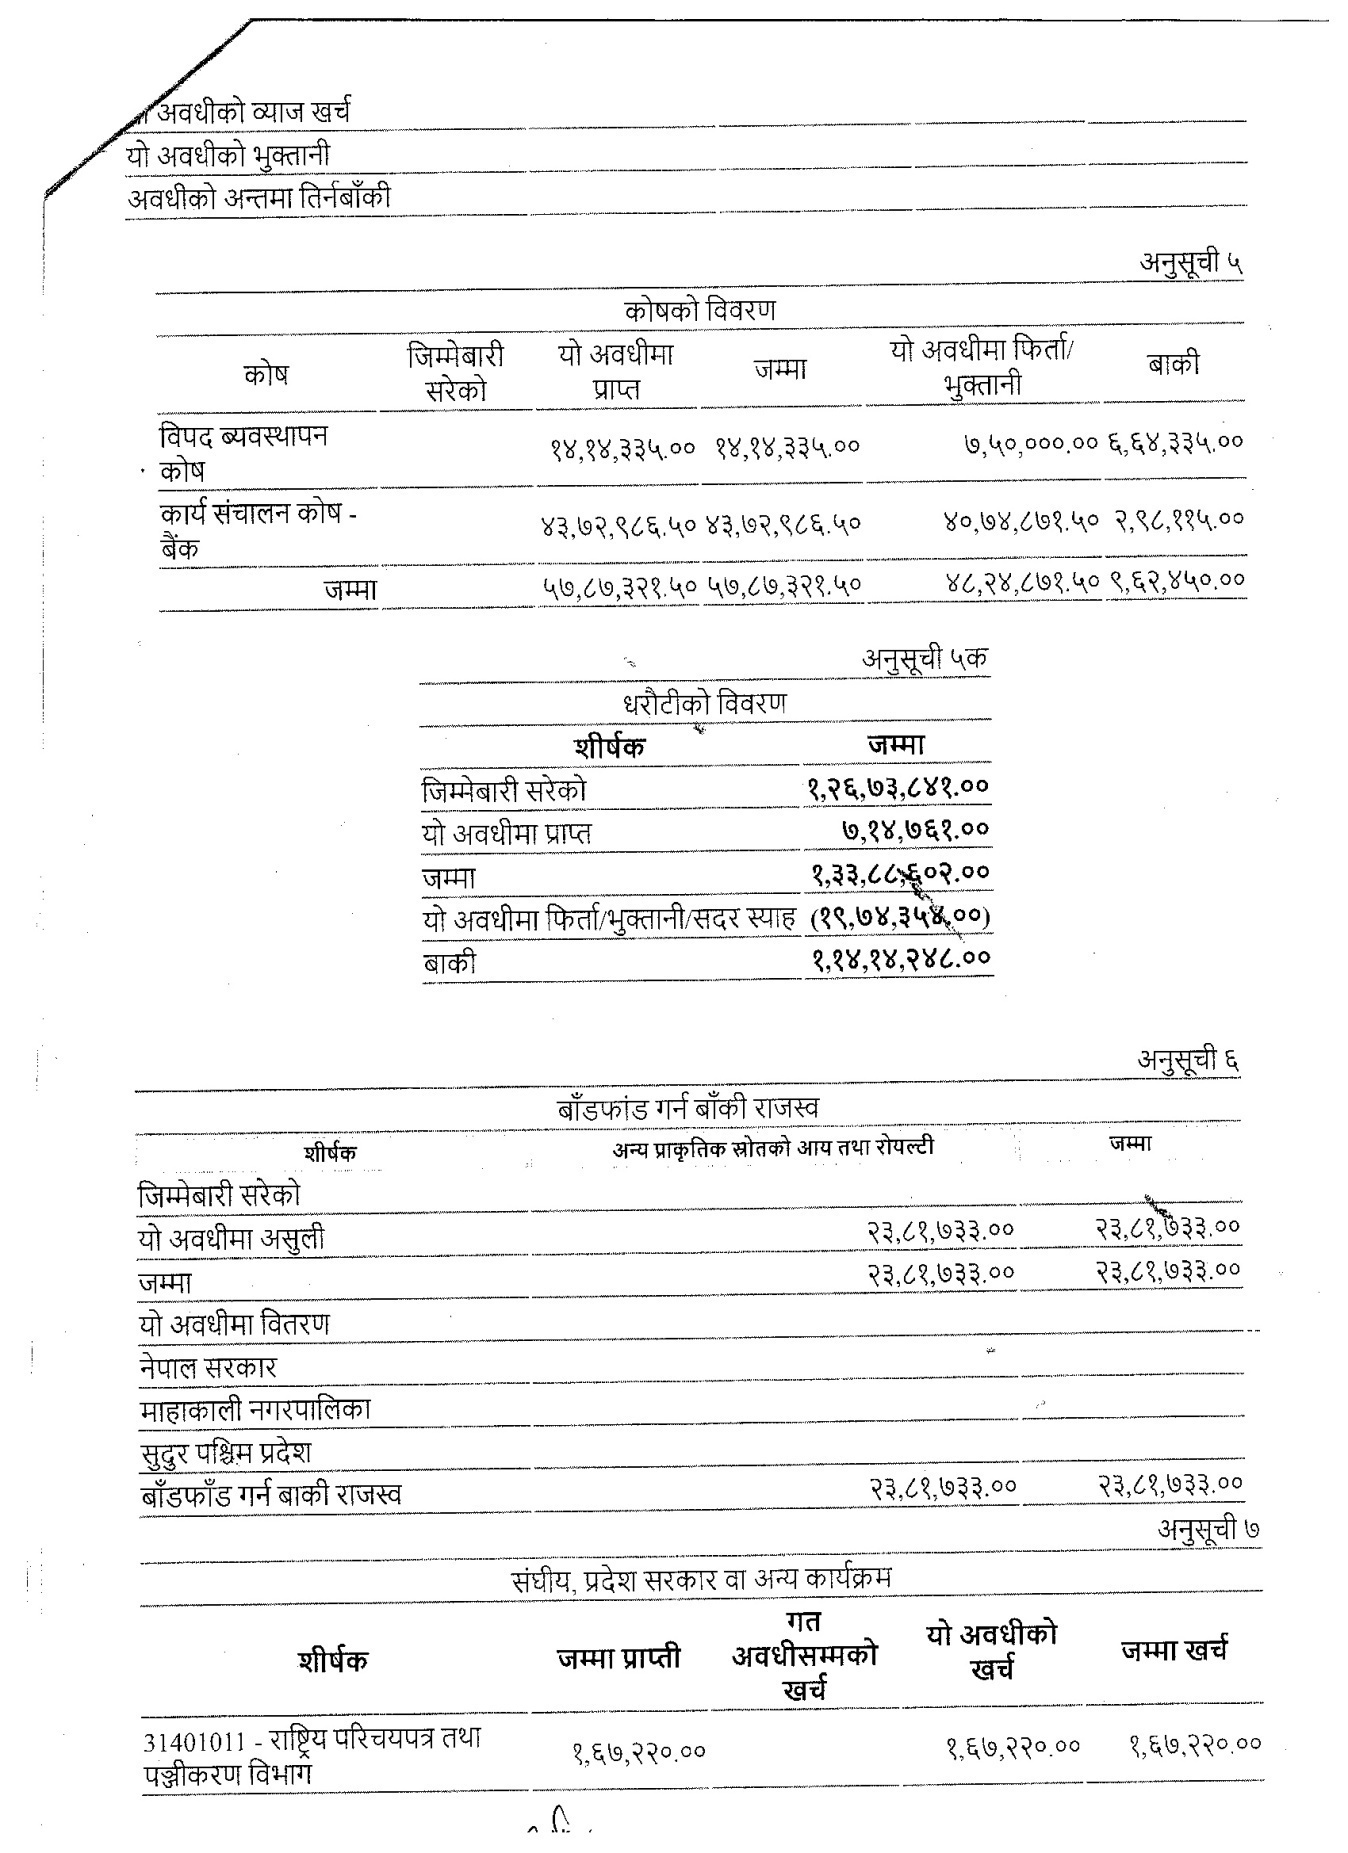 अवधीको व्याज खर्च
यो अवधीको भुक्तानी
अवधीको अन्तमा तिर्नबाँकी
अनुसूची ५
कोषको विवरण
कोष जिम्मेबारी सरेको यो अवधीमा प्राप्त जम्मा यो अवधीमा फिर्ता/ भुक्तानी बाकी
विपद ब्यवस्थापन कोष १४,१४,३३५.०० १४,१४,३३५.०० ७,५०,०००.०० ६,६४,३३५.००
कार्य संचालन कोष - बैंक ४३,७२,९८६.५० ४३,७२,९८६.५० ४०,७४,८७१.५० २,९८,११५.००
जम्मा ५७,८७,३२१.५० ५७,८७,३२१.५० ४८,२४,८७१.५० ९,६२,४५०.००
अनुसूची ५क
धरौटीको विवरण
शीर्षक जम्मा
जिम्मेबारी सरेको १,२६,७३,८४१.००
यो अवधीमा प्राप्त ७,१४,७६१.००
जम्मा १,३३,८८,६०२.००
यो अवधीमा फिर्ता/भुक्तानी/सदर स्याह (१९,७४,३५४.००)
बाकी १,१४,१४,२४८.००
अनुसूची ६
बाँडफांड गर्न बाँकी राजस्व
शीर्षक अन्य प्राकृतिक स्रोतको आय तथा रोयल्टी जम्मा
जिम्मेबारी सरेको
यो अवधीमा असुली २३,८१,७३३.०० २३,८१,७३३.००
जम्मा २३,८१,७३३.०० २३,८१,७३३.००
यो अवधीमा वितरण
नेपाल सरकार
माहाकाली नगरपालिका
सुदुर पश्चिम प्रदेश
बाँडफाँड गर्न बाकी राजस्व २३,८१,७३३.०० २३,८१,७३३.००
अनुसूची ७
संघीय, प्रदेश सरकार वा अन्य कार्यक्रम
शीर्षक जम्मा प्राप्ती गत अवधीसम्मको खर्च यो अवधीको खर्च जम्मा खर्च
31401011 - राष्ट्रिय परिचयपत्र तथा पञ्जीकरण विभाग १,६७,२२०.०० १,६७,२२०.०० १,६७,२२०.००